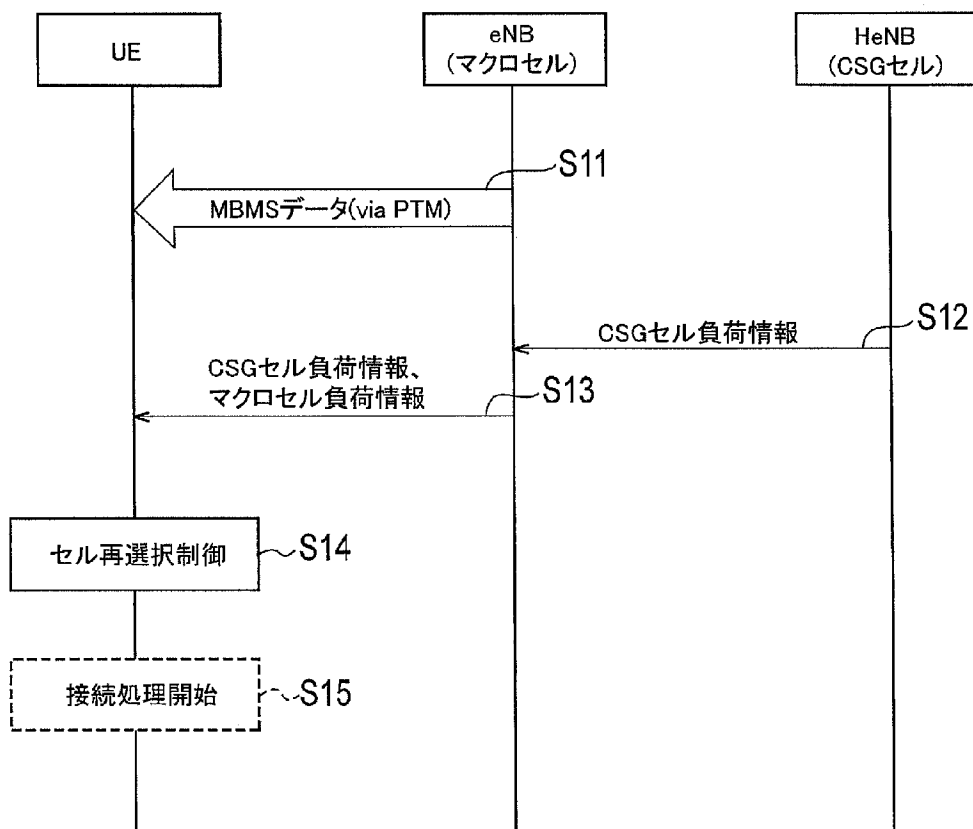 UE
eNB
(マクロセル)
HeNB
(CSGセル)
S11
MBMSデータ(via PTM)
S12
CSGセル負荷情報
CSGセル負荷情報、
マクロセル負荷情報
S13
セル再選択制御
S14
接続処理開始
S15